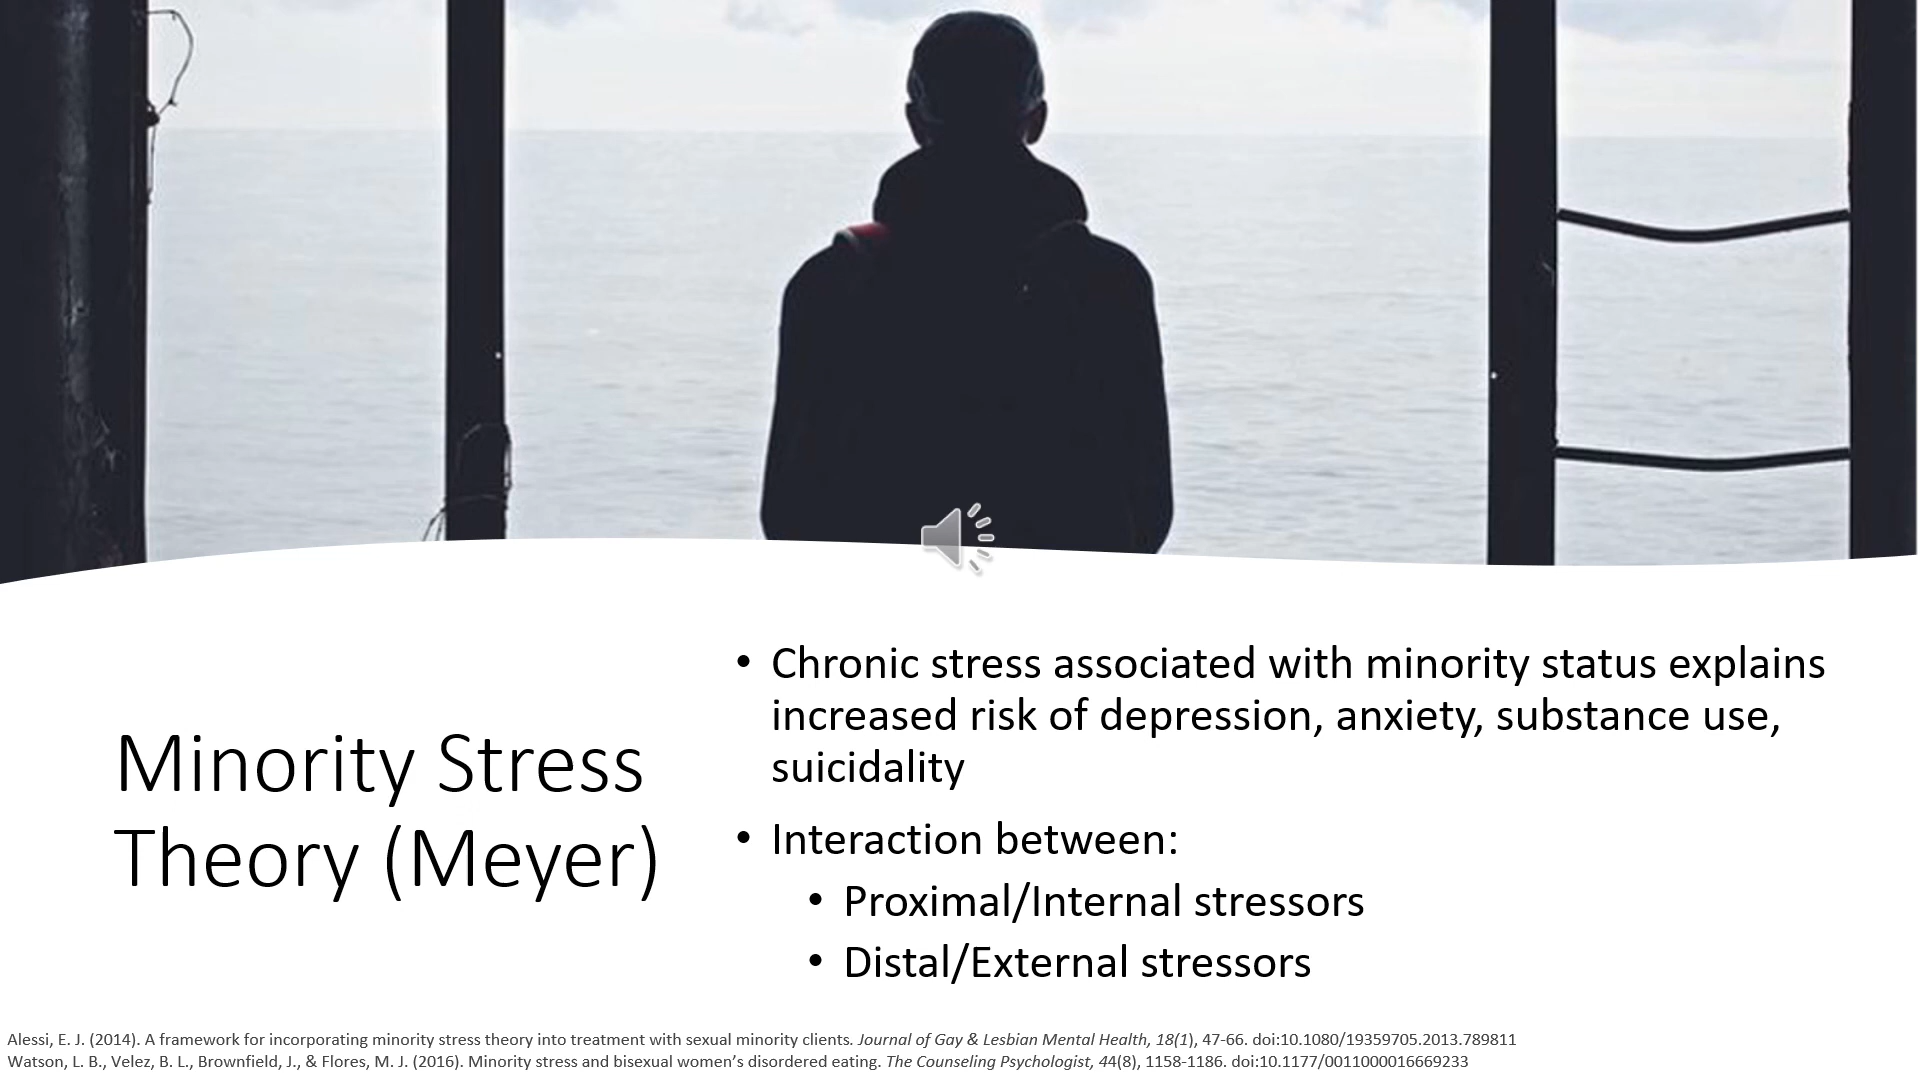 Minority Stress
Theory (Meyer)
• Chronic stress associated with minority status explains
increased risk of depression, anxiety, substance use,
suicidality
• Interaction between:
• Proximal/Internal stressors
• Distal/External stressors
Alessi, E. J. (2014). A framework for incorporating minority stress theory into treatment with sexual minority clients. Journal of Gay & Lesbian Mental Health, 18(1), 47-66. doi:10.1080/19359705.2013.789811
Watson, L. B., Velez, B. L., Brownfield, J., & Flores, M. J. (2016). Minority stress and bisexual women’s disordered eating. The Counseling Psychologist, 44(8), 1158-1186. doi:10.1177/0011000016669233